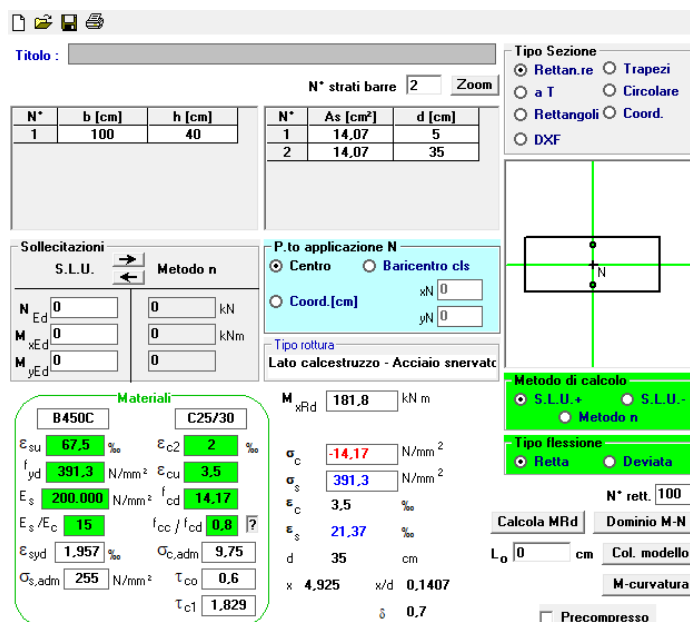 Titolo :
N° strati barre 2 Zoom
N° b [cm] h [cm]
1 100 40
N° As [cm²] d [cm]
1 14,07 5
2 14,07 35
Tipo Sezione
Rettan.re Trapezi
a T Circolare
Rettangoli Coord.
DXF
Sollecitazioni
S.L.U. Metodo n
N Ed 0 0 kN
M xEd 0 0 kNm
M yEd 0 0
P.to applicazione N
Centro Baricentro cls
Coord.[cm] xN 0
yN 0
Tipo rottura
Lato calcestruzzo - Acciaio snervato
N
Metodo di calcolo
S.L.U.+ S.L.U.-
Metodo n
Tipo flessione
Retta Deviata
Materiali
B450C C25/30
εsu 67,5 ‰ εc2 2 ‰
fyd 391,3 N/mm² εcu 3,5
Es 200.000 N/mm² fcd 14,17
Es/Ec 15 fcc / fcd 0,8 ?
εsyd 1,957 ‰ σc,adm 9,75
σs,adm 255 N/mm² τco 0,6
τc1 1,829
M xRd 181,8 kN m
σc -14,17 N/mm²
σs 391,3 N/mm²
εc 3,5 ‰
εs 21,37 ‰
d 35 cm
x 4,925 x/d 0,1407
δ 0,7
N° rett. 100
Calcola MRd Dominio M-N
Lo 0 cm Col. modello
M-curvatura
Precompresso